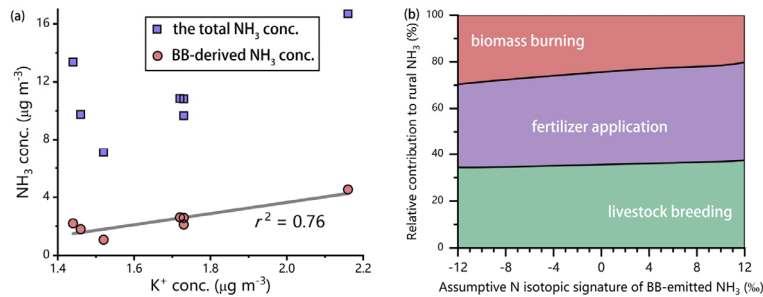 (a)
the total NH₃ conc.
BB-derived NH₃ conc.
NH₃ conc. (μg m⁻³)
16
12
8
4
0
r² = 0.76
1.4 1.6 1.8 2.0 2.2
K⁺ conc. (μg m⁻³)
(b)
Relative contribution to rural NH₃ (%)
100
80
60
40
20
0
biomass burning
fertilizer application
livestock breeding
-12 -8 -4 0 4 8 12
Assumptive N isotopic signature of BB-emitted NH₃ (‰)